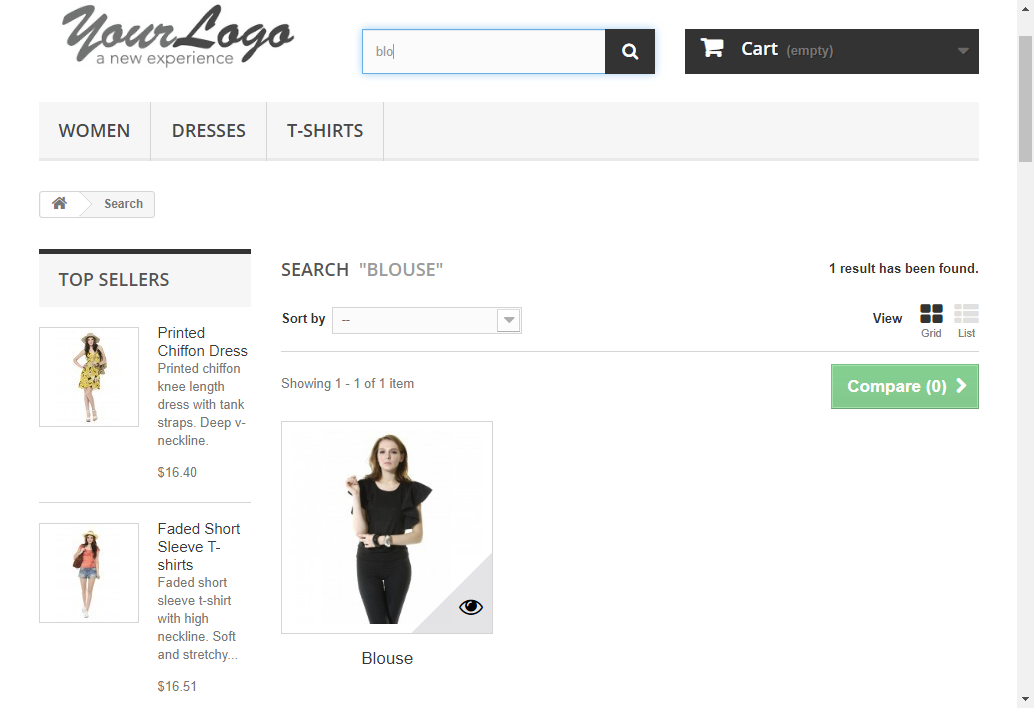 YourLogo
a new experience
blo
Cart (empty)
WOMEN DRESSES T-SHIRTS
Search
TOP SELLERS
Printed
Chiffon Dress
Printed chiffon
knee length
dress with tank
straps. Deep v-
neckline.
$16.40
Faded Short
Sleeve T-
shirts
Faded short
sleeve t-shirt
with high
neckline. Soft
and stretchy...
$16.51
SEARCH "BLOUSE"
1 result has been found.
Sort by --
View
Grid List
Showing 1 - 1 of 1 item
Compare (0)
Blouse